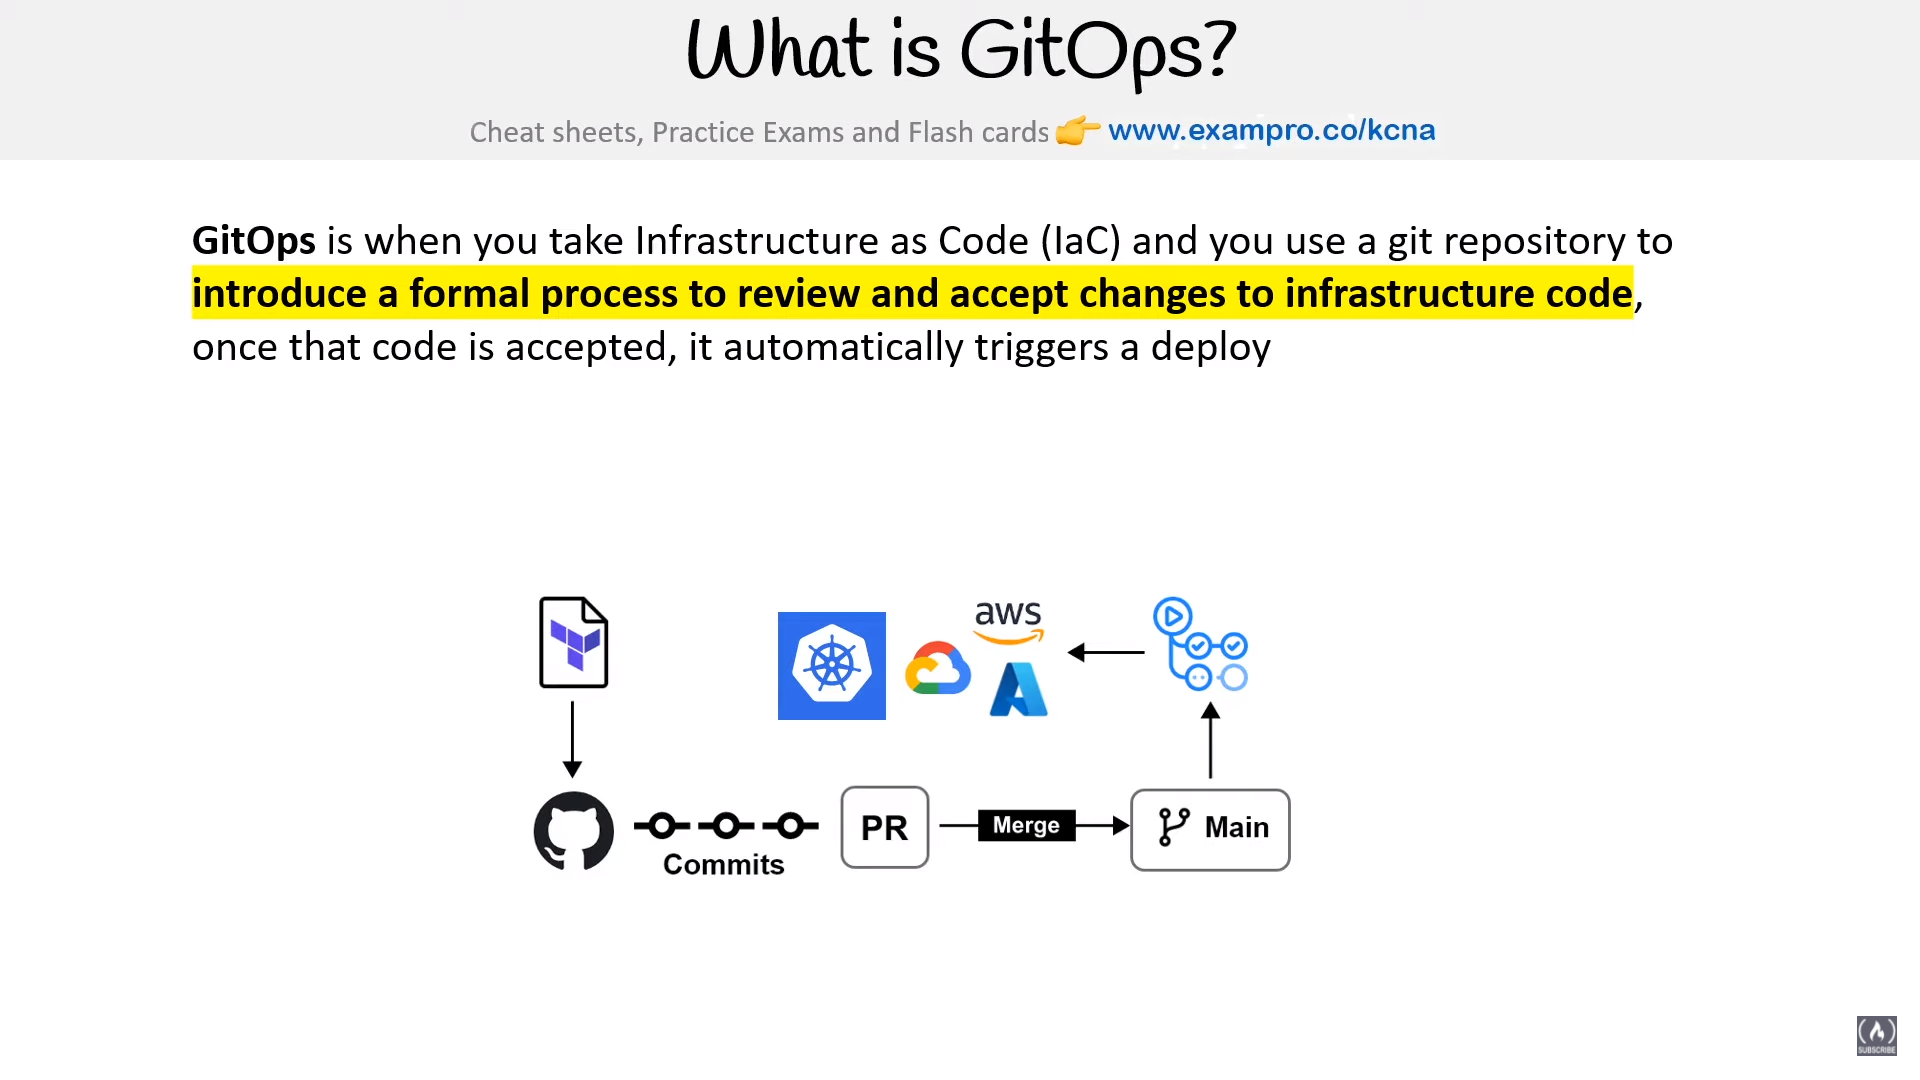 What is GitOps?
Cheat sheets, Practice Exams and Flash cards 👉 www.exampro.co/kcna
GitOps is when you take Infrastructure as Code (IaC) and you use a git repository to
introduce a formal process to review and accept changes to infrastructure code,
once that code is accepted, it automatically triggers a deploy
aws
Commits
PR
Merge
Main
SUBSCRIBE